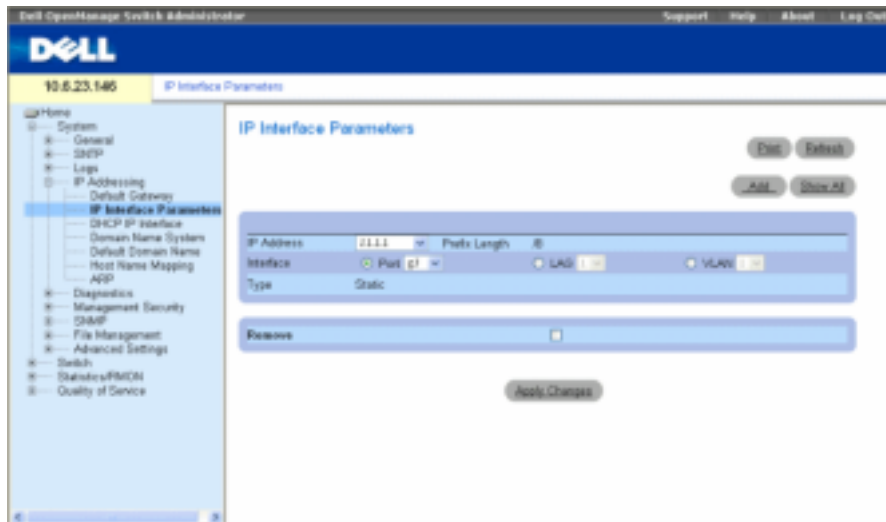 Dell OpenManage Switch Administrator
Support Help About Log Out
DELL
10.6.23.146
IP Interface Parameters
Home
System
General
SNTP
Logs
IP Addressing
Default Gateway
IP Interface Parameters
DHCP IP Interface
Domain Name System
Default Domain Name
Host Name Mapping
ARP
Diagnostics
Management Security
SNMP
File Management
Advanced Settings
Switch
Statistics/RMON
Quality of Service
IP Interface Parameters
Print Refresh
Add Show All
IP Address Prefix Length /8
Interface Port LAG VLAN
Type Static
Remove
Apply Changes